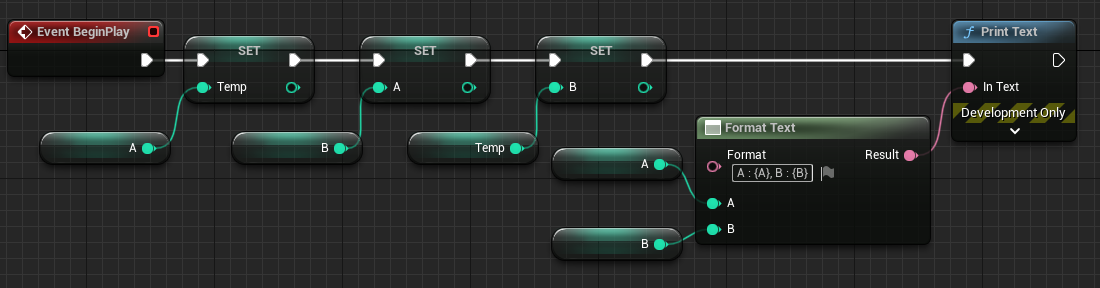 Event BeginPlay
SET
Temp
SET
A
SET
B
Print Text
In Text
Development Only
A
B
Temp
Format Text
Format
A : {A}, B : {B}
Result
A
B
A
B